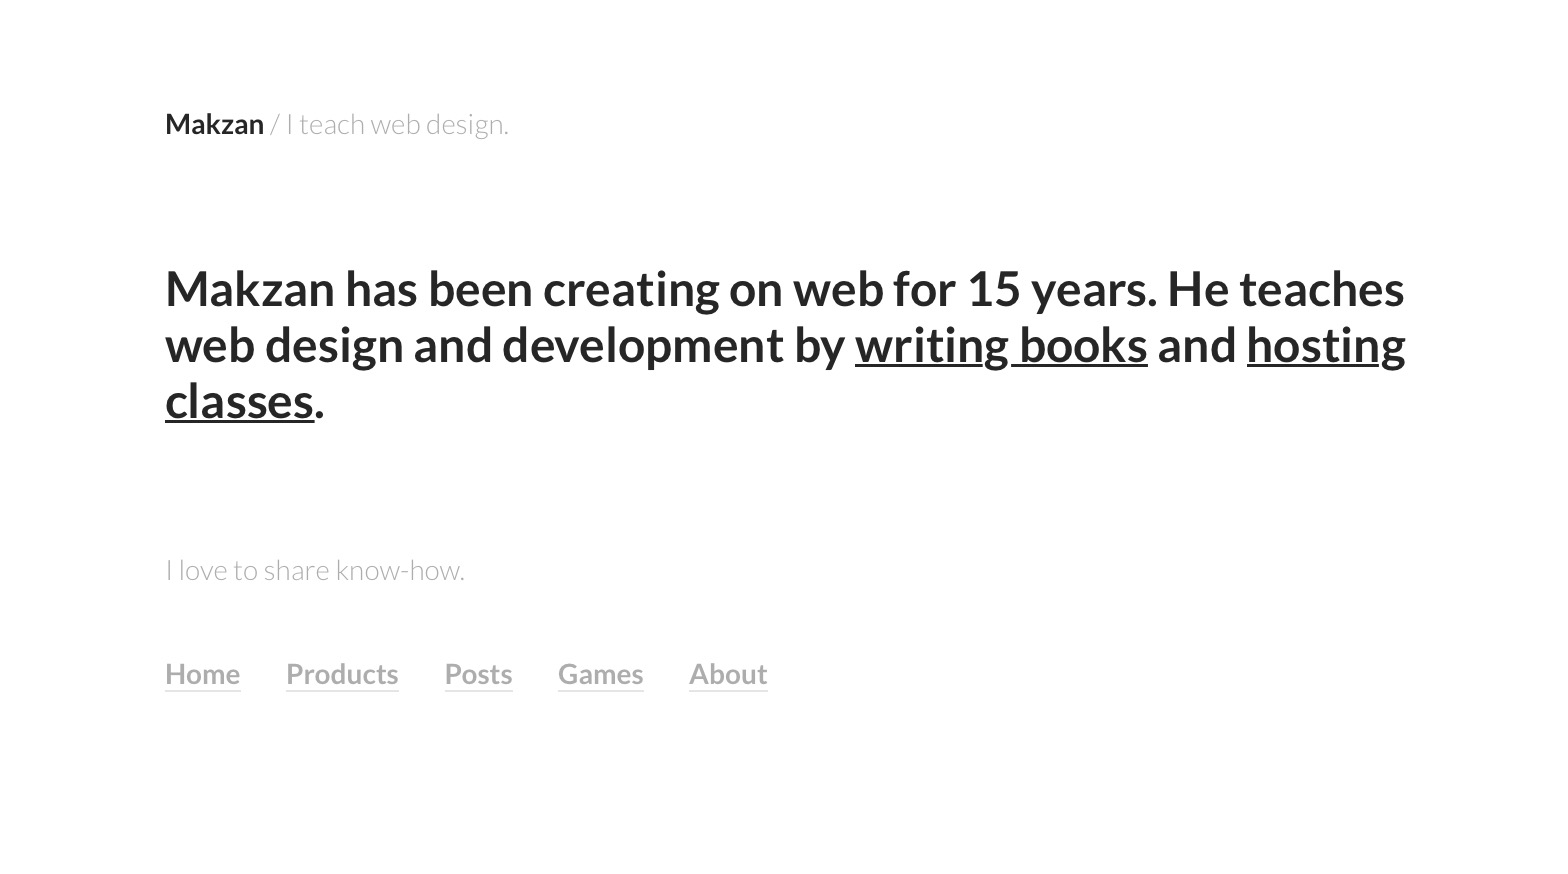 Makzan / I teach web design.
Makzan has been creating on web for 15 years. He teaches
web design and development by writing books and hosting
classes.
I love to share know-how.
Home Products Posts Games About